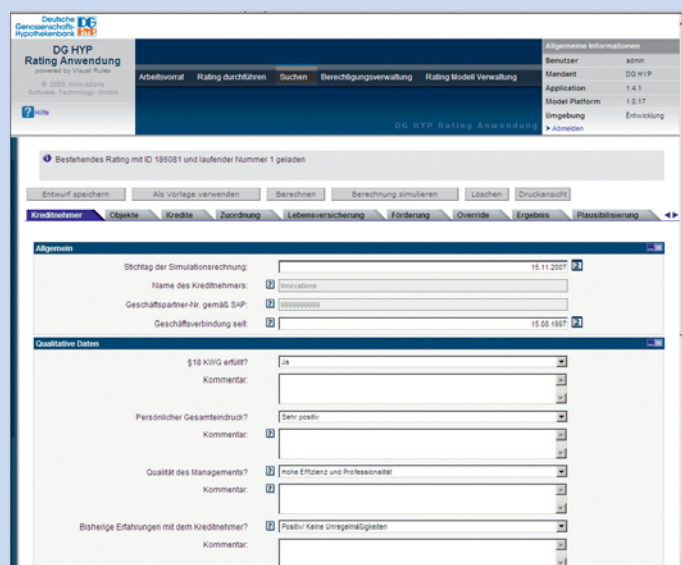 Deutsche
Genossenschafts-
Hypothekenbank
DG
HYP
DG HYP
Rating Anwendung
powered by Visual Rules
© 2008 Innovations
Software Technology GmbH
Hilfe
Arbeitsvorrat Rating durchführen Suchen Berechtigungsverwaltung Rating Modell Verwaltung
DG HYP Rating Anwendung
Allgemeine Informationen
Benutzer admin
Mandant DG HYP
Application 1.4.1
Model Platform 1.0.17
Umgebung Entwicklung
Abmelden
Bestehendes Rating mit ID 186081 und laufender Nummer 1 geladen
Entwurf speichern Als Vorlage verwenden Berechnen Berechnung simulieren Löschen Druckansicht
Kreditnehmer Objekte Kredite Zuordnung Lebensversicherung Förderung Override Ergebnis Plausibilisierung
Allgemein
Stichtag der Simulationsrechnung: 15.11.2007
Name des Kreditnehmers: ? Innovations
Geschäftspartner-Nr. gemäß SAP: ? 9999999999
Geschäftsverbindung seit: ? 15.08.1997
Qualitative Daten
§18 KWG erfüllt? ? Ja
Kommentar:
Persönlicher Gesamteindruck? Sehr positiv
Kommentar: ?
Qualität des Managements? ? Hohe Effizienz und Professionalität
Kommentar: ?
Bisherige Erfahrungen mit dem Kreditnehmer? ? Positiv/ Keine Unregelmäßigkeiten
Kommentar: